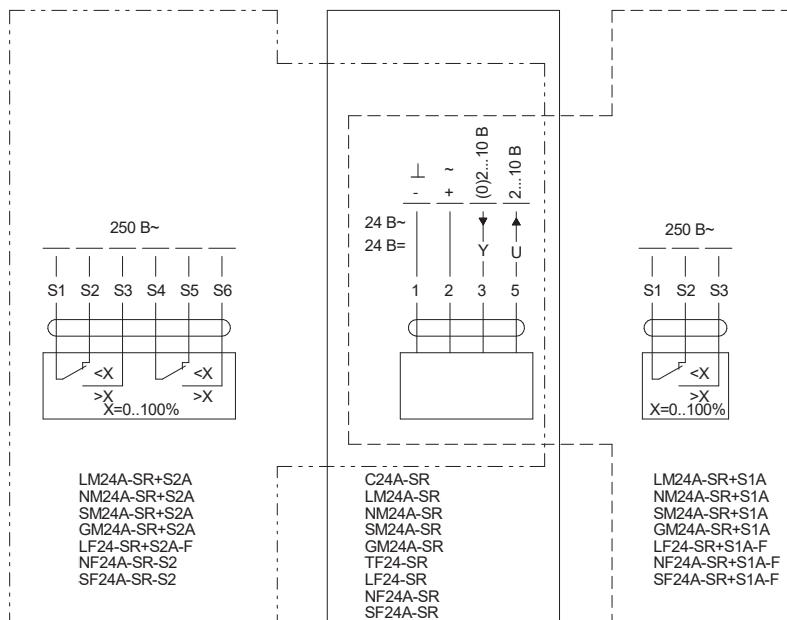 250 В~
S1 S2 S3 S4 S5 S6
<X <X
>X >X
X=0..100%
LM24A-SR+S2A
NM24A-SR+S2A
SM24A-SR+S2A
GM24A-SR+S2A
LF24-SR+S2A-F
NF24A-SR-S2
SF24A-SR-S2
⊥ ~ (0)2...10 В 2...10 В
- +
24 В~
24 В=
Y U
1 2 3 5
C24A-SR
LM24A-SR
NM24A-SR
SM24A-SR
GM24A-SR
TF24-SR
LF24-SR
NF24A-SR
SF24A-SR
250 В~
S1 S2 S3
<X
>X
X=0..100%
LM24A-SR+S1A
NM24A-SR+S1A
SM24A-SR+S1A
GM24A-SR+S1A
LF24-SR+S1A-F
NF24A-SR+S1A-F
SF24A-SR+S1A-F